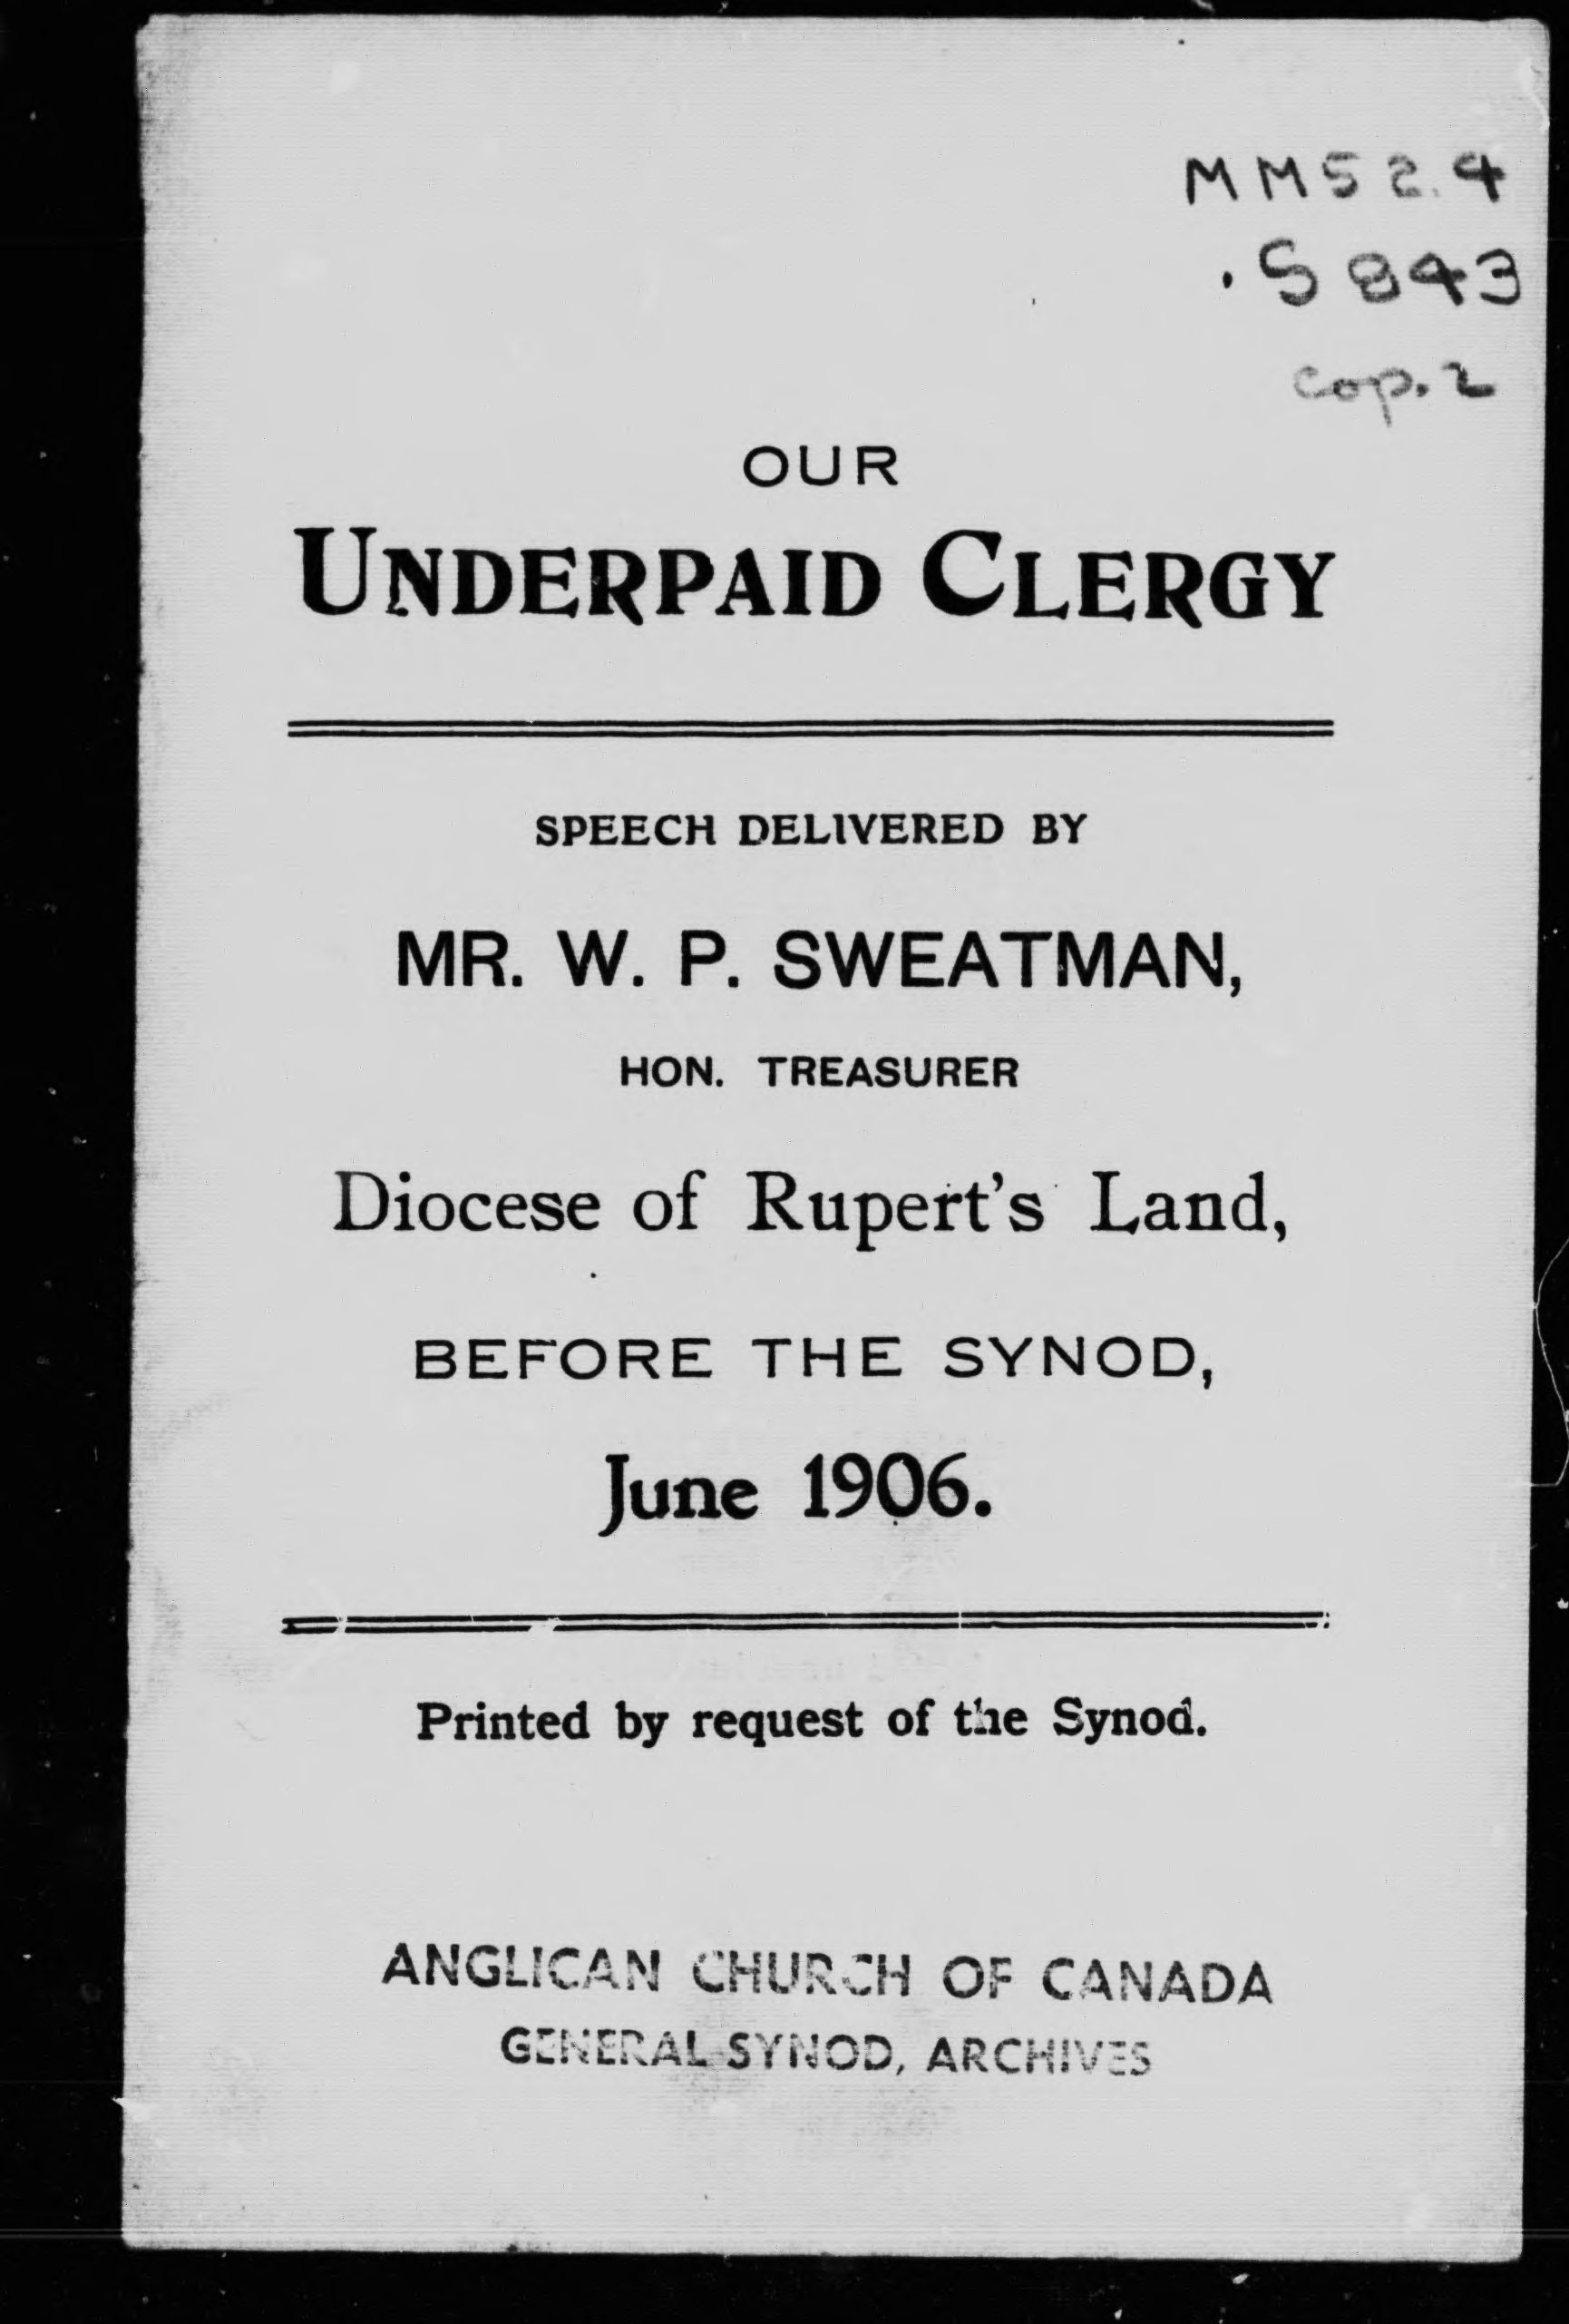 MM52.4
.S843
cop. 2
OUR
UNDERPAID CLERGY
SPEECH DELIVERED BY
MR. W. P. SWEATMAN,
HON. TREASURER
Diocese of Rupert's Land,
BEFORE THE SYNOD,
June 1906.
Printed by request of the Synod.
ANGLICAN CHURCH OF CANADA
GENERAL SYNOD, ARCHIVES